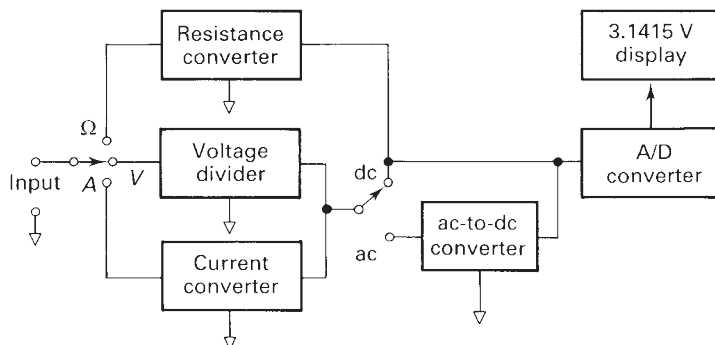 Resistance
converter
3.1415 V
display
Ω
Voltage
divider
A/D
converter
Input
A
V
dc
ac
ac-to-dc
converter
Current
converter